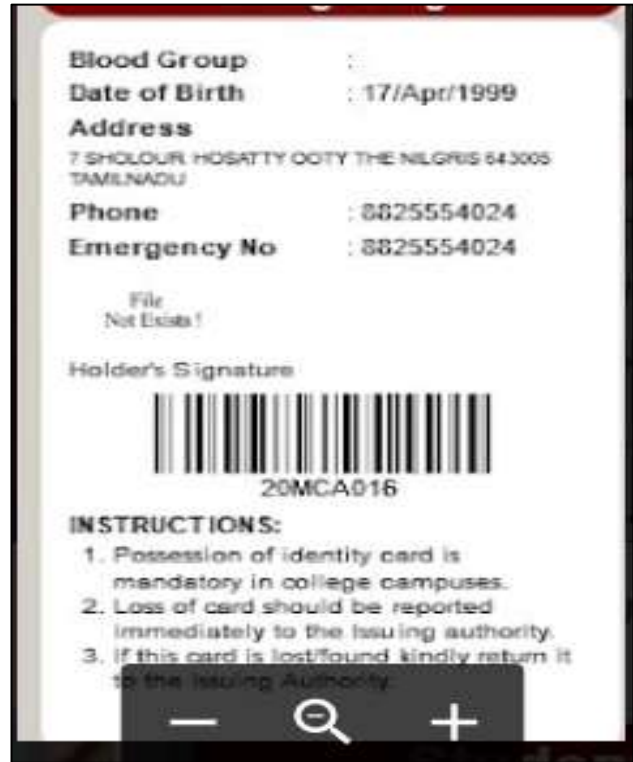 Blood Group :
Date of Birth : 17/Apr/1999
Address
7 SHOLOUR HOSATTY OOTY THE NILGRIS 643005
TAMILNADU
Phone : 8825554024
Emergency No : 8825554024
File
Not Exists !
Holder's Signature
20MCA016
INSTRUCTIONS:
1. Possession of identity card is
mandatory in college campuses.
2. Loss of card should be reported
immediately to the Issuing authority.
3. If this card is lost/found kindly return it
to the Issuing Authority.